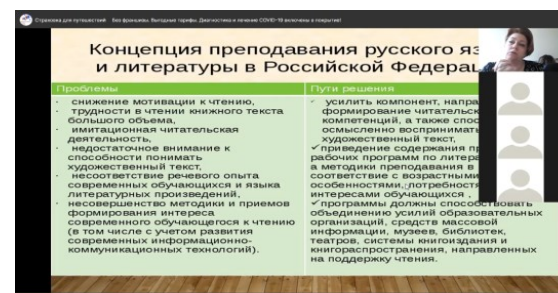 Страховка для путешествий Без франшизы. Выгодные тарифы. Диагностика и лечение COVID-19 включены в покрытие!
Концепция преподавания русского яз
и литературы в Российской Федерац
Проблемы
- снижение мотивации к чтению,
- трудности в чтении книжного текста
большого объема,
- имитационная читательская
деятельность,
- недостаточное внимание к
способности понимать
художественный текст,
- несоответствие речевого опыта
современных обучающихся и языка
литературных произведений,
- несовершенство методики и приемов
формирования интереса
современного обучающегося к чтению
(в том числе с учетом развития
современных информационно-
коммуникационных технологий).
Пути решения
✓ усилить компонент, напра
формирование читательск
компетенций, а также спос
осмысленно воспринимать
художественный текст,
✓приведение содержания пр
рабочих программ по литера
а методики преподавания в
соответствие с возрастными
особенностями, потребностя
интересами обучающихся ,
✓программы должны способствовать
объединению усилий образовательных
организаций, средств массовой
информации, музеев, библиотек,
театров, системы книгоиздания и
книгораспространения, направленных
на поддержку чтения.